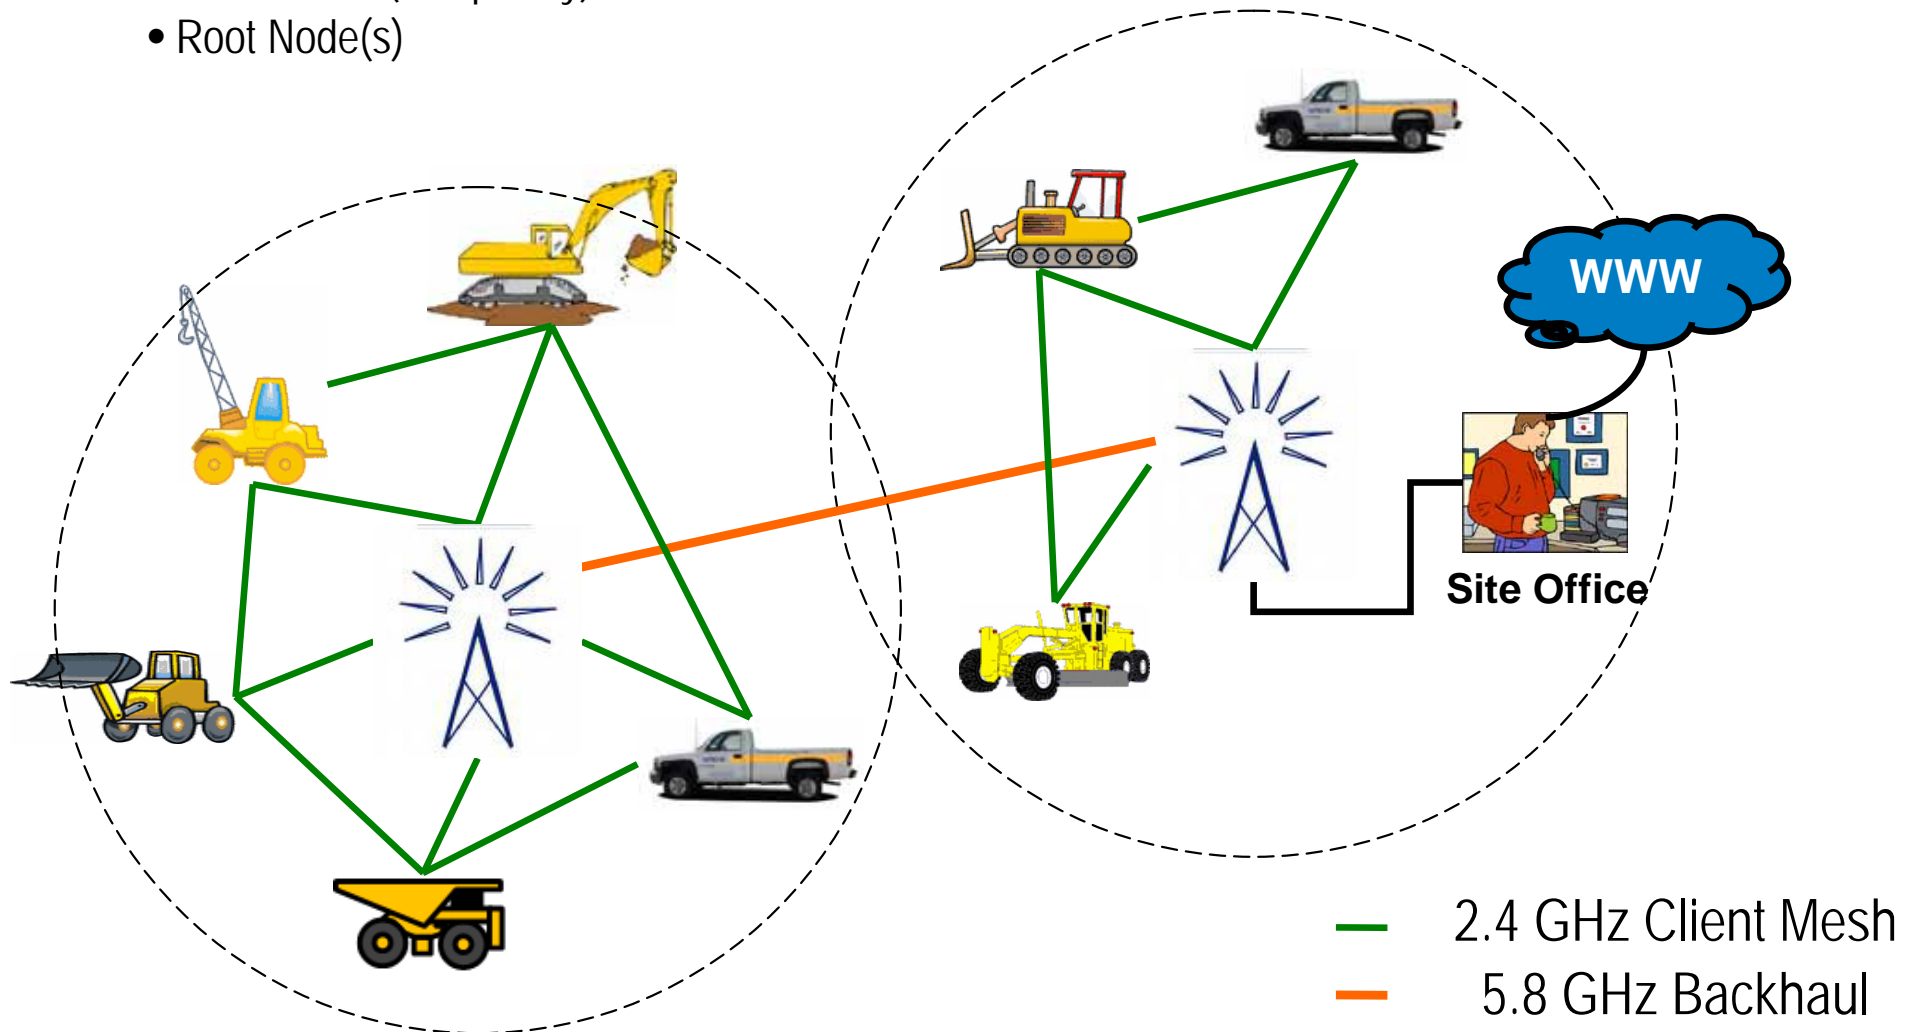 • Root Node(s)
WWW
Site Office
2.4 GHz Client Mesh
5.8 GHz Backhaul